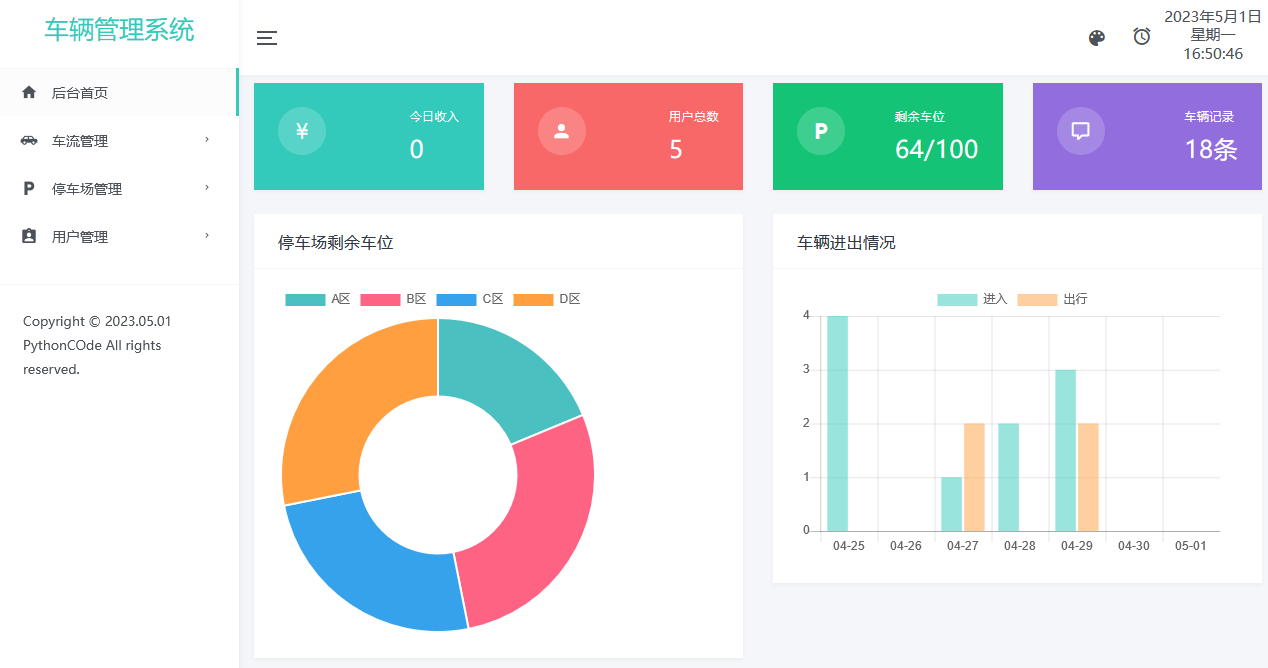 车辆管理系统
2023年5月1日
星期一
16:50:46
后台首页
车流管理
停车场管理
用户管理
Copyright © 2023.05.01
PythonCOde All rights
reserved.
¥
今日收入
0
用户总数
5
P
剩余车位
64/100
车辆记录
18条
停车场剩余车位
A区 B区 C区 D区
车辆进出情况
进入 出行
4
3
2
1
0
04-25 04-26 04-27 04-28 04-29 04-30 05-01